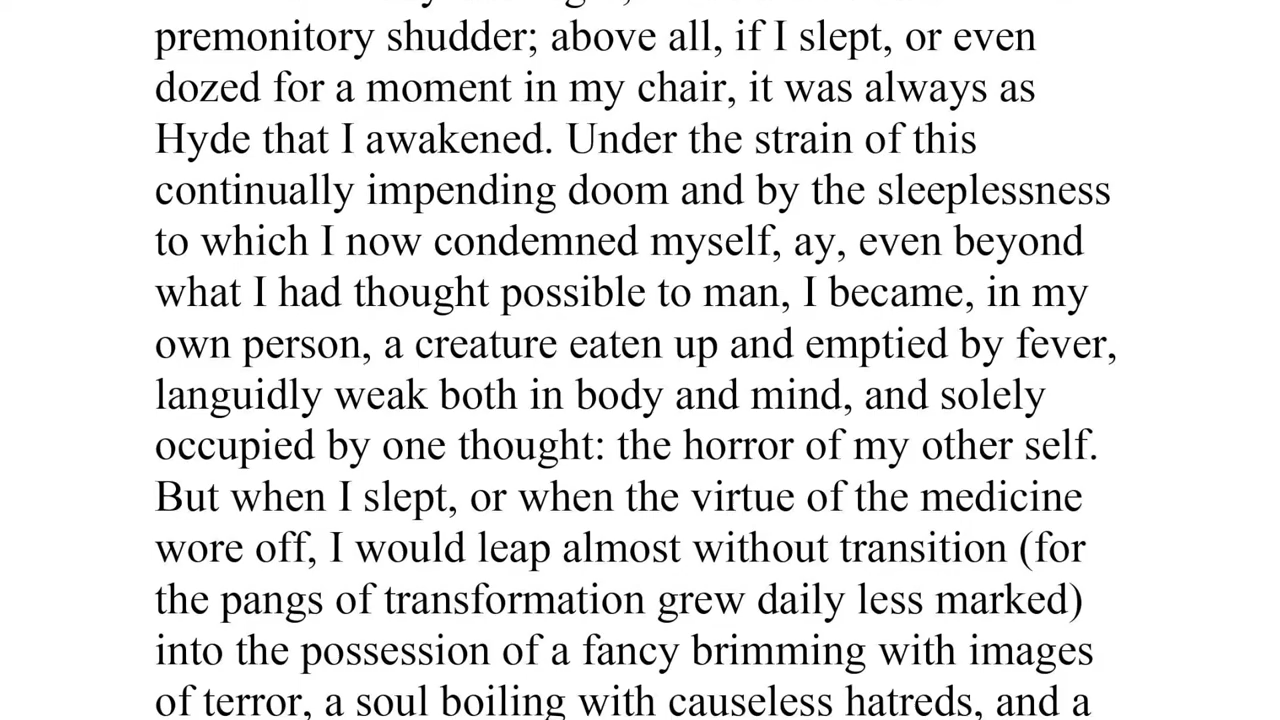 premonitory shudder; above all, if I slept, or even
dozed for a moment in my chair, it was always as
Hyde that I awakened. Under the strain of this
continually impending doom and by the sleeplessness
to which I now condemned myself, ay, even beyond
what I had thought possible to man, I became, in my
own person, a creature eaten up and emptied by fever,
languidly weak both in body and mind, and solely
occupied by one thought: the horror of my other self.
But when I slept, or when the virtue of the medicine
wore off, I would leap almost without transition (for
the pangs of transformation grew daily less marked)
into the possession of a fancy brimming with images
of terror, a soul boiling with causeless hatreds, and a